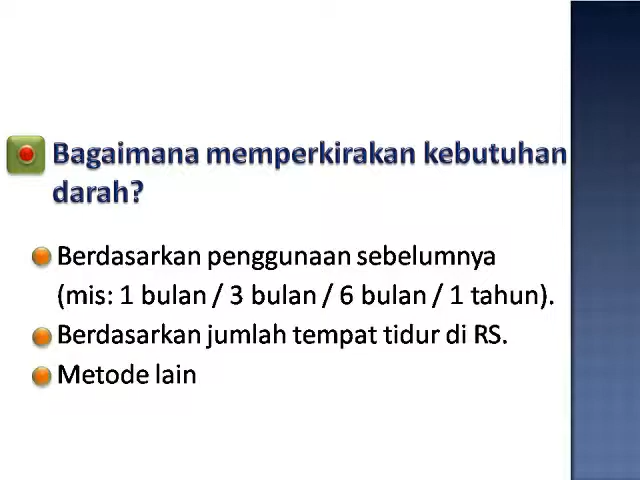 Bagaimana memperkirakan kebutuhan
darah?
Berdasarkan penggunaan sebelumnya
(mis: 1 bulan / 3 bulan / 6 bulan / 1 tahun).
Berdasarkan jumlah tempat tidur di RS.
Metode lain